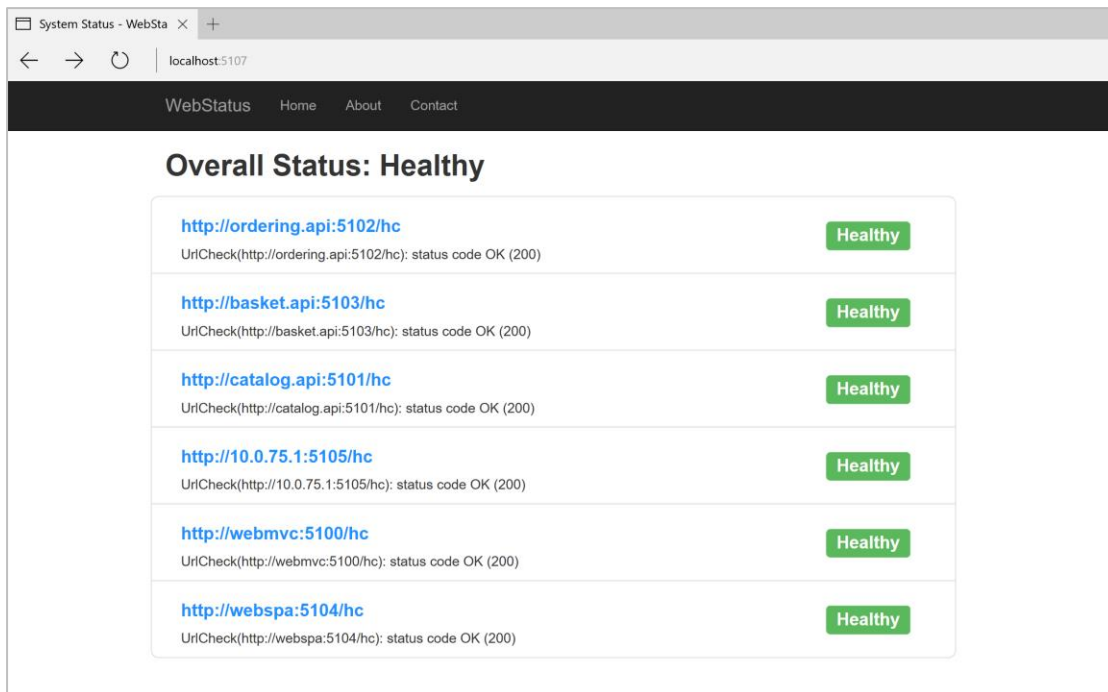 System Status - WebSta
localhost:5107
WebStatus Home About Contact
Overall Status: Healthy
http://ordering.api:5102/hc
UrlCheck(http://ordering.api:5102/hc): status code OK (200)
Healthy
http://basket.api:5103/hc
UrlCheck(http://basket.api:5103/hc): status code OK (200)
Healthy
http://catalog.api:5101/hc
UrlCheck(http://catalog.api:5101/hc): status code OK (200)
Healthy
http://10.0.75.1:5105/hc
UrlCheck(http://10.0.75.1:5105/hc): status code OK (200)
Healthy
http://webmvc:5100/hc
UrlCheck(http://webmvc:5100/hc): status code OK (200)
Healthy
http://webspa:5104/hc
UrlCheck(http://webspa:5104/hc): status code OK (200)
Healthy